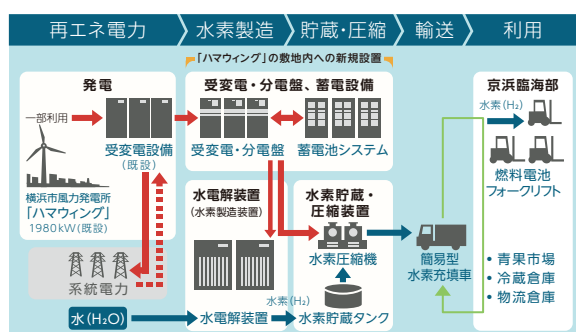 再エネ電力
水素製造
貯蔵・圧縮
輸送
利用
「ハマウィング」の敷地内への新規設置
発電
一部利用
受変電設備
(既設)
横浜市風力発電所
「ハマウィング」
1980kW(既設)
系統電力
水(H₂O)
受変電・分電盤、蓄電設備
受変電・分電盤
蓄電池システム
水電解装置
(水素製造装置)
水電解装置
水素(H₂)
水素貯蔵・
圧縮装置
水素圧縮機
水素貯蔵タンク
簡易型
水素充填車
京浜臨海部
水素(H₂)
燃料電池
フォークリフト
• 青果市場
• 冷蔵倉庫
• 物流倉庫